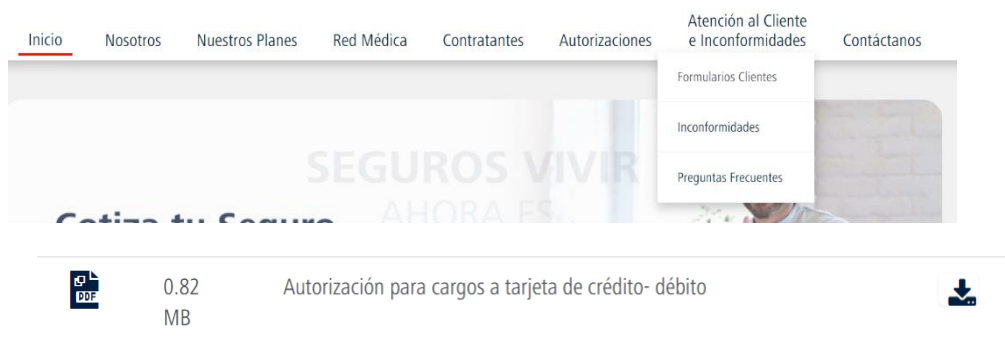 Inicio Nosotros Nuestros Planes Red Médica Contratantes Autorizaciones Atención al Cliente e Inconformidades Contáctanos
Formularios Clientes
Inconformidades
Preguntas Frecuentes
SEGUROS VIVIR
AHORA ES
Cotiza tu Seguro
PDF 0.82 Autorización para cargos a tarjeta de crédito- débito
MB